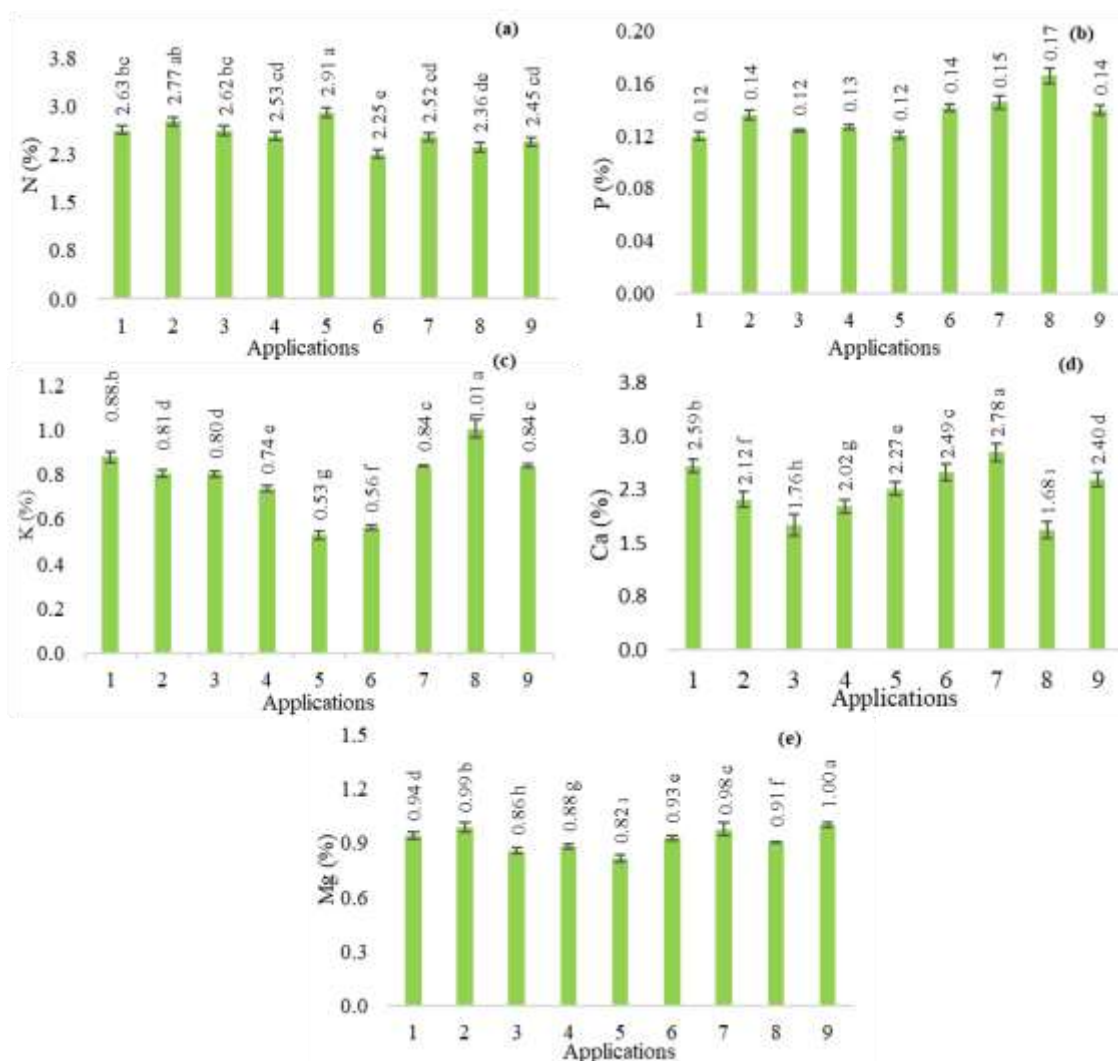 (a)
N (%)
3.8
3.0
2.3
1.5
0.8
0.0
2.63 bc
2.77 ab
2.62 bc
2.53 cd
2.91 a
2.25 e
2.52 cd
2.36 de
2.45 cd
1 2 3 4 5 6 7 8 9
Applications
(b)
P (%)
0.20
0.16
0.12
0.08
0.04
0.00
0.12
0.14
0.12
0.13
0.12
0.14
0.15
0.17
0.14
1 2 3 4 5 6 7 8 9
Applications
(c)
K (%)
1.2
1.0
0.8
0.6
0.4
0.2
0.0
0.88 b
0.81 d
0.80 d
0.74 e
0.53 g
0.56 f
0.84 c
1.01 a
0.84 c
1 2 3 4 5 6 7 8 9
Applications
(d)
Ca (%)
3.8
3.0
2.3
1.5
0.8
0.0
2.59 b
2.12 f
1.76 h
2.02 g
2.27 e
2.49 c
2.78 a
1.68 ı
2.40 d
1 2 3 4 5 6 7 8 9
Applications
(e)
Mg (%)
1.5
1.2
0.9
0.6
0.3
0.0
0.94 d
0.99 b
0.86 h
0.88 g
0.82 ı
0.93 e
0.98 c
0.91 f
1.00 a
1 2 3 4 5 6 7 8 9
Applications